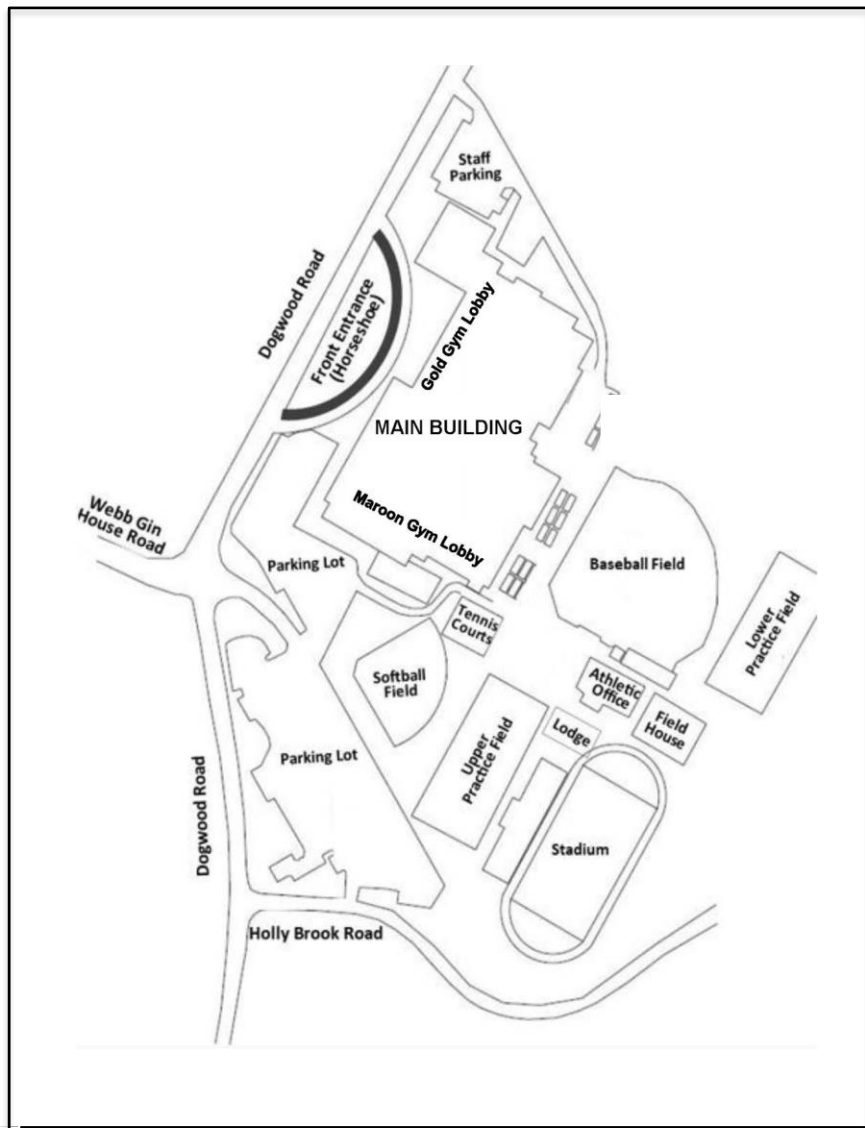 Staff
Parking
Dogwood Road
Front Entrance
(Horseshoe)
Gold Gym Lobby
MAIN BUILDING
Maroon Gym Lobby
Webb Gin
House Road
Parking Lot
Baseball Field
Lower
Practice Field
Tennis
Courts
Softball
Field
Athletic
Office
Field
House
Lodge
Upper
Practice Field
Parking Lot
Dogwood Road
Stadium
Holly Brook Road